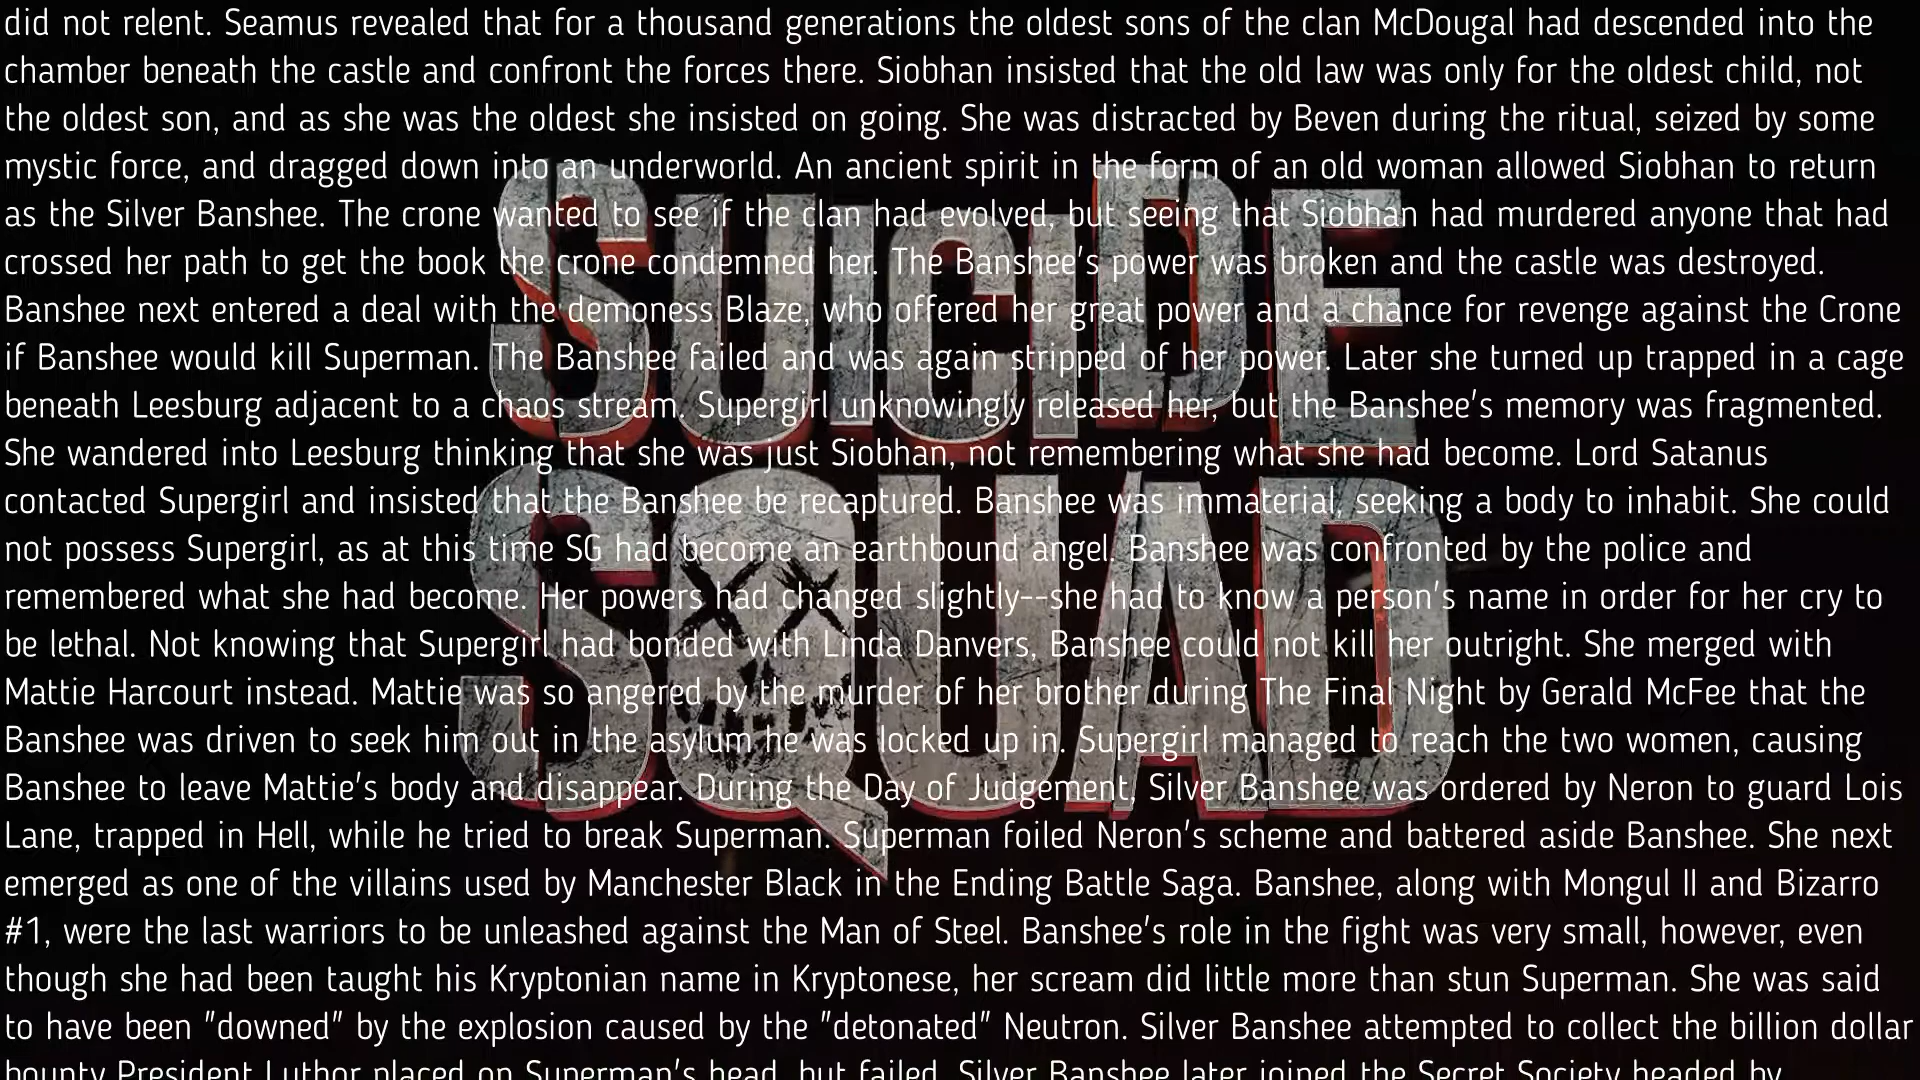 did not relent. Seamus revealed that for a thousand generations the oldest sons of the clan McDougal had descended into the
chamber beneath the castle and confront the forces there. Siobhan insisted that the old law was only for the oldest child, not
the oldest son, and as she was the oldest she insisted on going. She was distracted by Beven during the ritual, seized by some
mystic force, and dragged down into an underworld. An ancient spirit in the form of an old woman allowed Siobhan to return
as the Silver Banshee. The crone wanted to see if the clan had evolved, but seeing that Siobhan had murdered anyone that had
crossed her path to get the book the crone condemned her. The Banshee's power was broken and the castle was destroyed.
Banshee next entered a deal with the demoness Blaze, who offered her great power and a chance for revenge against the Crone
if Banshee would kill Superman. The Banshee failed and was again stripped of her power. Later she turned up trapped in a cage
beneath Leesburg adjacent to a chaos stream. Supergirl unknowingly released her, but the Banshee's memory was fragmented.
She wandered into Leesburg thinking that she was just Siobhan, not remembering what she had become. Lord Satanus
contacted Supergirl and insisted that the Banshee be recaptured. Banshee was immaterial, seeking a body to inhabit. She could
not possess Supergirl, as at this time SG had become an earthbound angel. Banshee was confronted by the police and
remembered what she had become. Her powers had changed slightly--she had to know a person's name in order for her cry to
be lethal. Not knowing that Supergirl had bonded with Linda Danvers, Banshee could not kill her outright. She merged with
Mattie Harcourt instead. Mattie was so angered by the murder of her brother during The Final Night by Gerald McFee that the
Banshee was driven to seek him out in the asylum he was locked up in. Supergirl managed to reach the two women, causing
Banshee to leave Mattie's body and disappear. During the Day of Judgement, Silver Banshee was ordered by Neron to guard Lois
Lane, trapped in Hell, while he tried to break Superman. Superman foiled Neron's scheme and battered aside Banshee. She next
emerged as one of the villains used by Manchester Black in the Ending Battle Saga. Banshee, along with Mongul II and Bizarro
#1, were the last warriors to be unleashed against the Man of Steel. Banshee's role in the fight was very small, however, even
though she had been taught his Kryptonian name in Kryptonese, her scream did little more than stun Superman. She was said
to have been "downed" by the explosion caused by the "detonated" Neutron. Silver Banshee attempted to collect the billion dollar
bounty President Luthor placed on Superman's head, but failed. Silver Banshee later joined the Secret Society headed by
SUICIDE
SQUAD